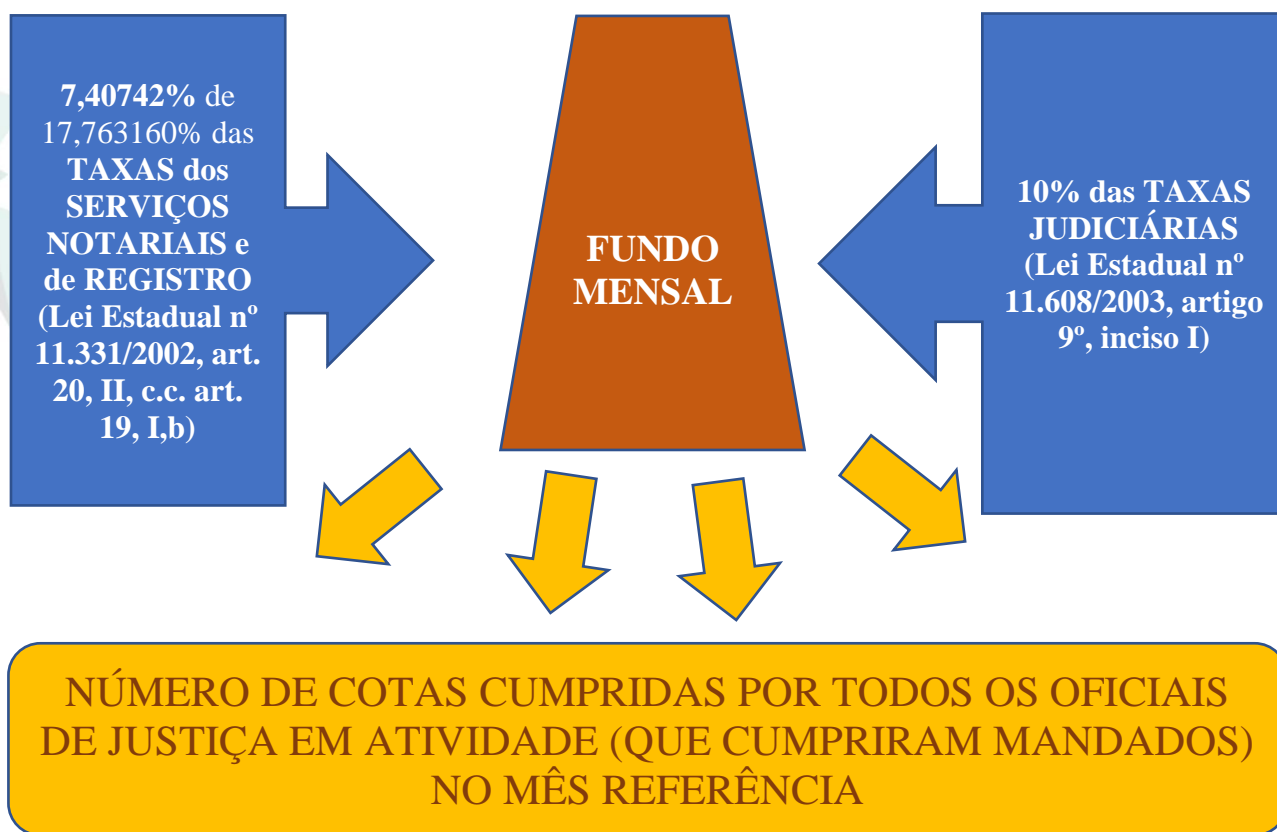 7,40742% de
17,763160% das
TAXAS dos
SERVIÇOS
NOTARIAIS e
de REGISTRO
(Lei Estadual nº
11.331/2002, art.
20, II, c.c. art.
19, I,b)
FUNDO
MENSAL
10% das TAXAS
JUDICIÁRIAS
(Lei Estadual nº
11.608/2003, artigo
9º, inciso I)
NÚMERO DE COTAS CUMPRIDAS POR TODOS OS OFICIAIS
DE JUSTIÇA EM ATIVIDADE (QUE CUMPRIRAM MANDADOS)
NO MÊS REFERÊNCIA